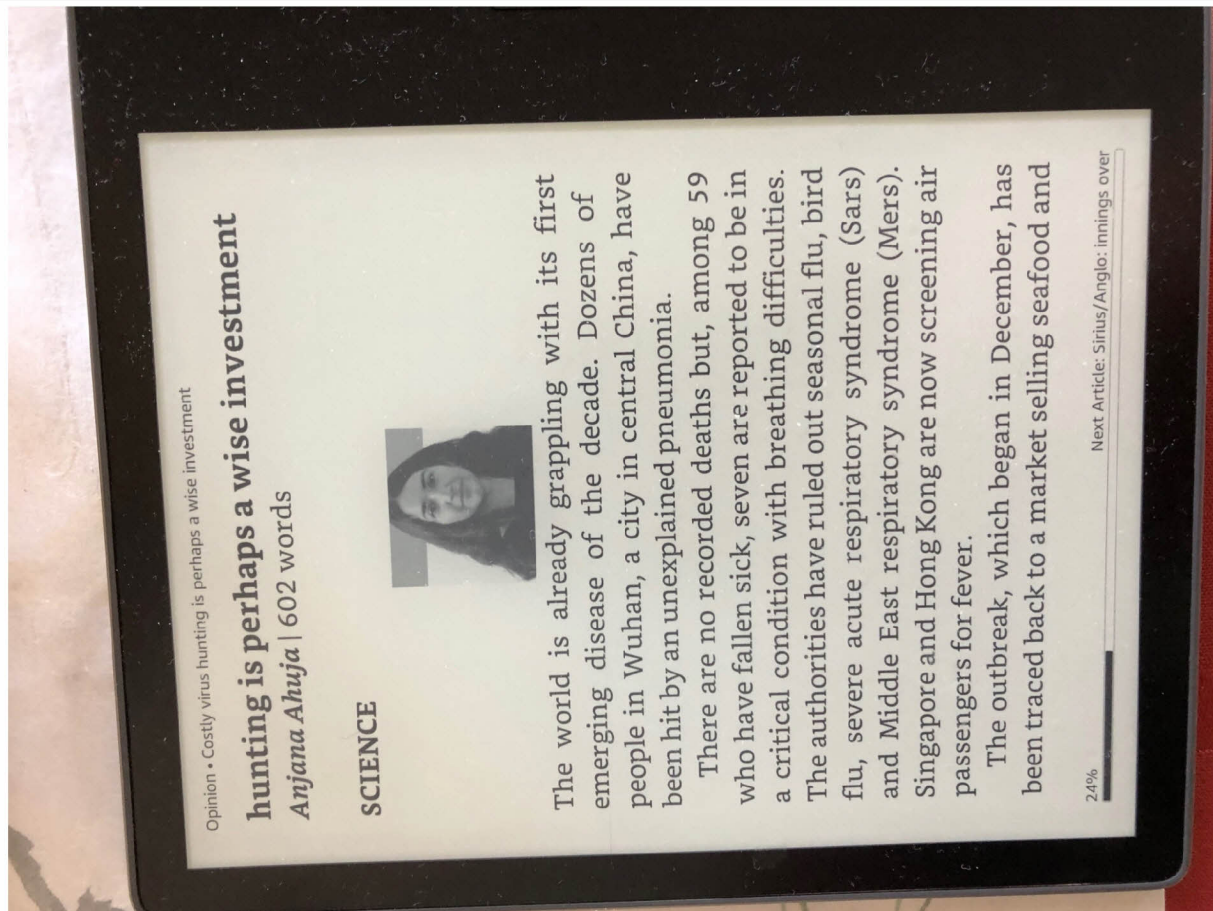 Opinion • Costly virus hunting is perhaps a wise investment
hunting is perhaps a wise investment
Anjana Ahuja | 602 words
SCIENCE
The world is already grappling with its first
emerging disease of the decade. Dozens of
people in Wuhan, a city in central China, have
been hit by an unexplained pneumonia.
There are no recorded deaths but, among 59
who have fallen sick, seven are reported to be in
a critical condition with breathing difficulties.
The authorities have ruled out seasonal flu, bird
flu, severe acute respiratory syndrome (Sars)
and Middle East respiratory syndrome (Mers).
Singapore and Hong Kong are now screening air
passengers for fever.
The outbreak, which began in December, has
been traced back to a market selling seafood and
24%
Next Article: Sirius/Anglo: innings over